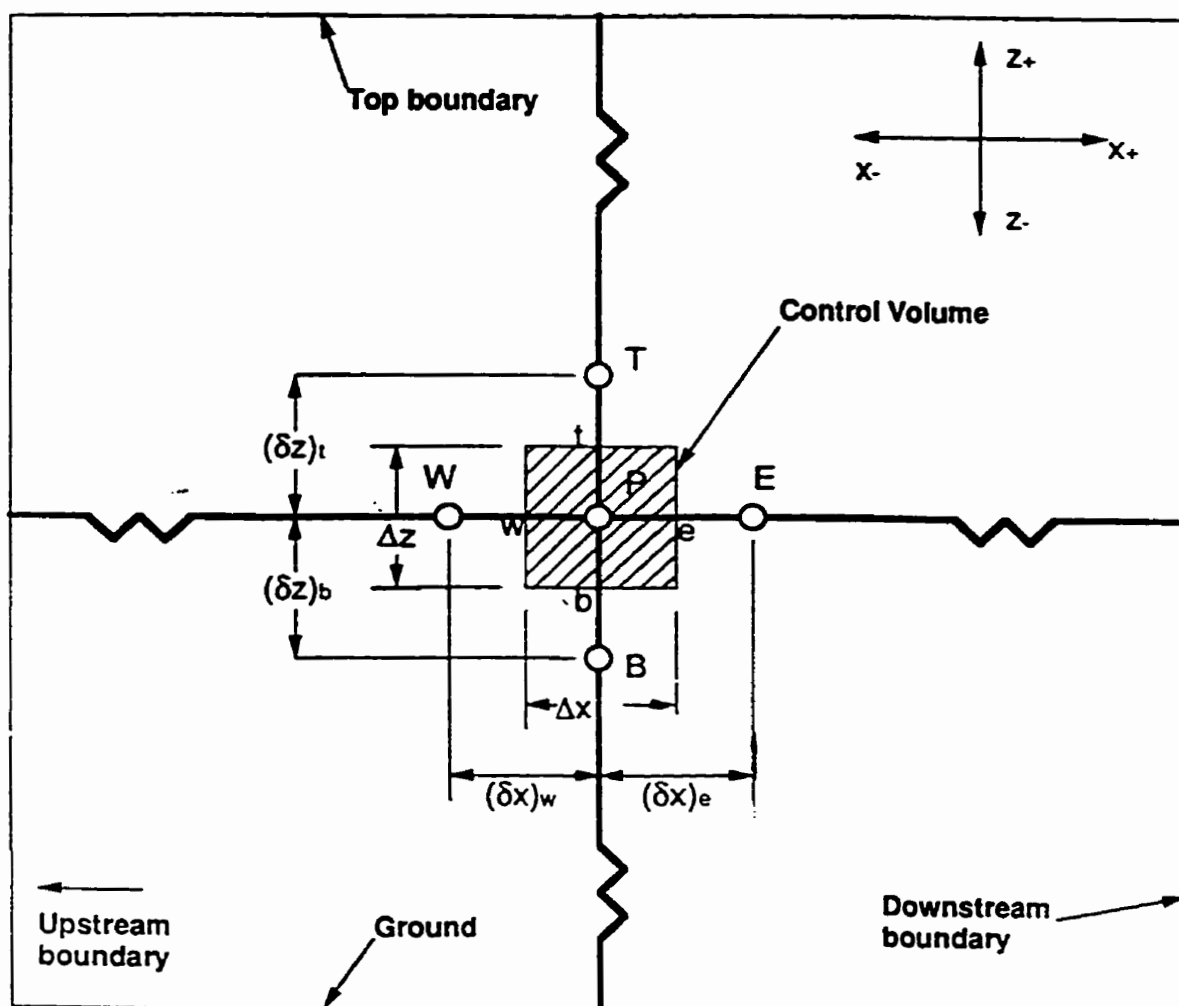 Top boundary
z+
x+
x-
z-
Control Volume
T
(δz)t
t
W
P
E
w
e
Δz
(δz)b
b
B
Δx
(δx)w
(δx)e
Upstream
boundary
Ground
Downstream
boundary